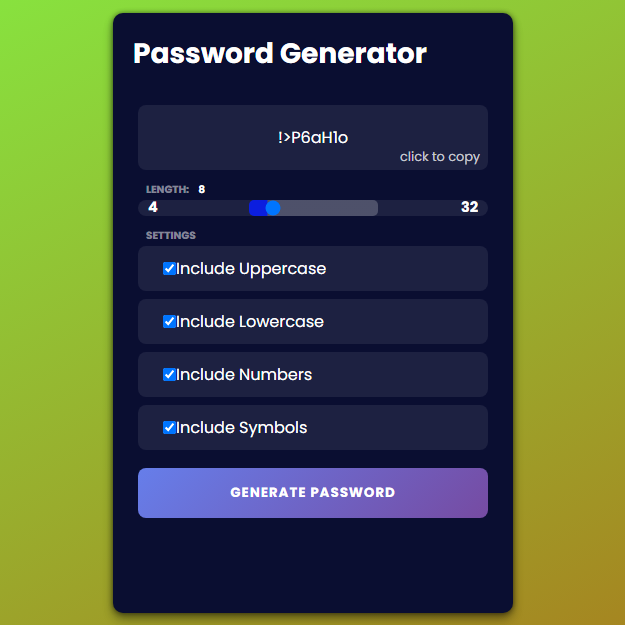 Password Generator
!>P6aH1o
click to copy
LENGTH: 8
4 32
SETTINGS
Include Uppercase
Include Lowercase
Include Numbers
Include Symbols
GENERATE PASSWORD